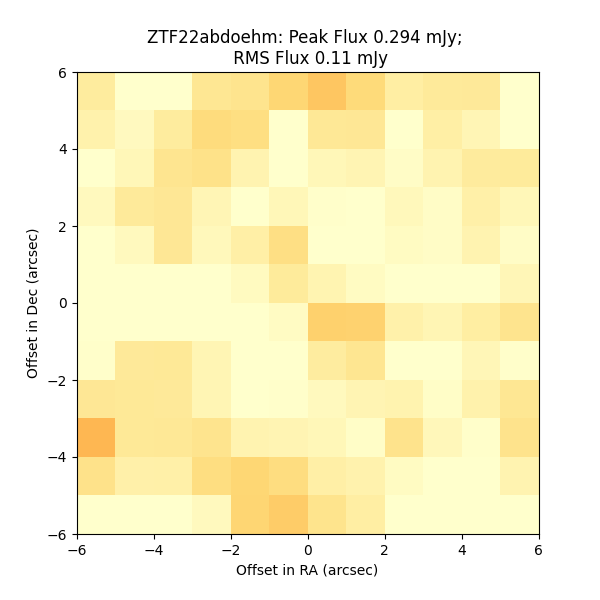 ZTF22abdoehm: Peak Flux 0.294 mJy;
RMS Flux 0.11 mJy
6
4
2
0
−2
−4
−6
Offset in Dec (arcsec)
−6 −4 −2 0 2 4 6
Offset in RA (arcsec)